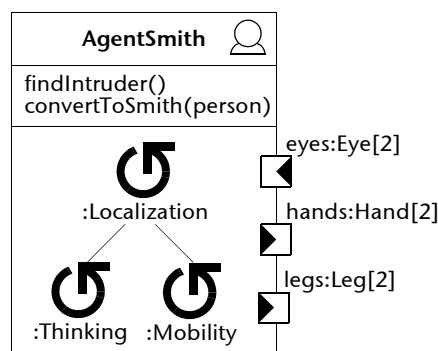 AgentSmith
findIntruder()
convertToSmith(person)
eyes:Eye[2]
:Localization
hands:Hand[2]
legs:Leg[2]
:Thinking
:Mobility